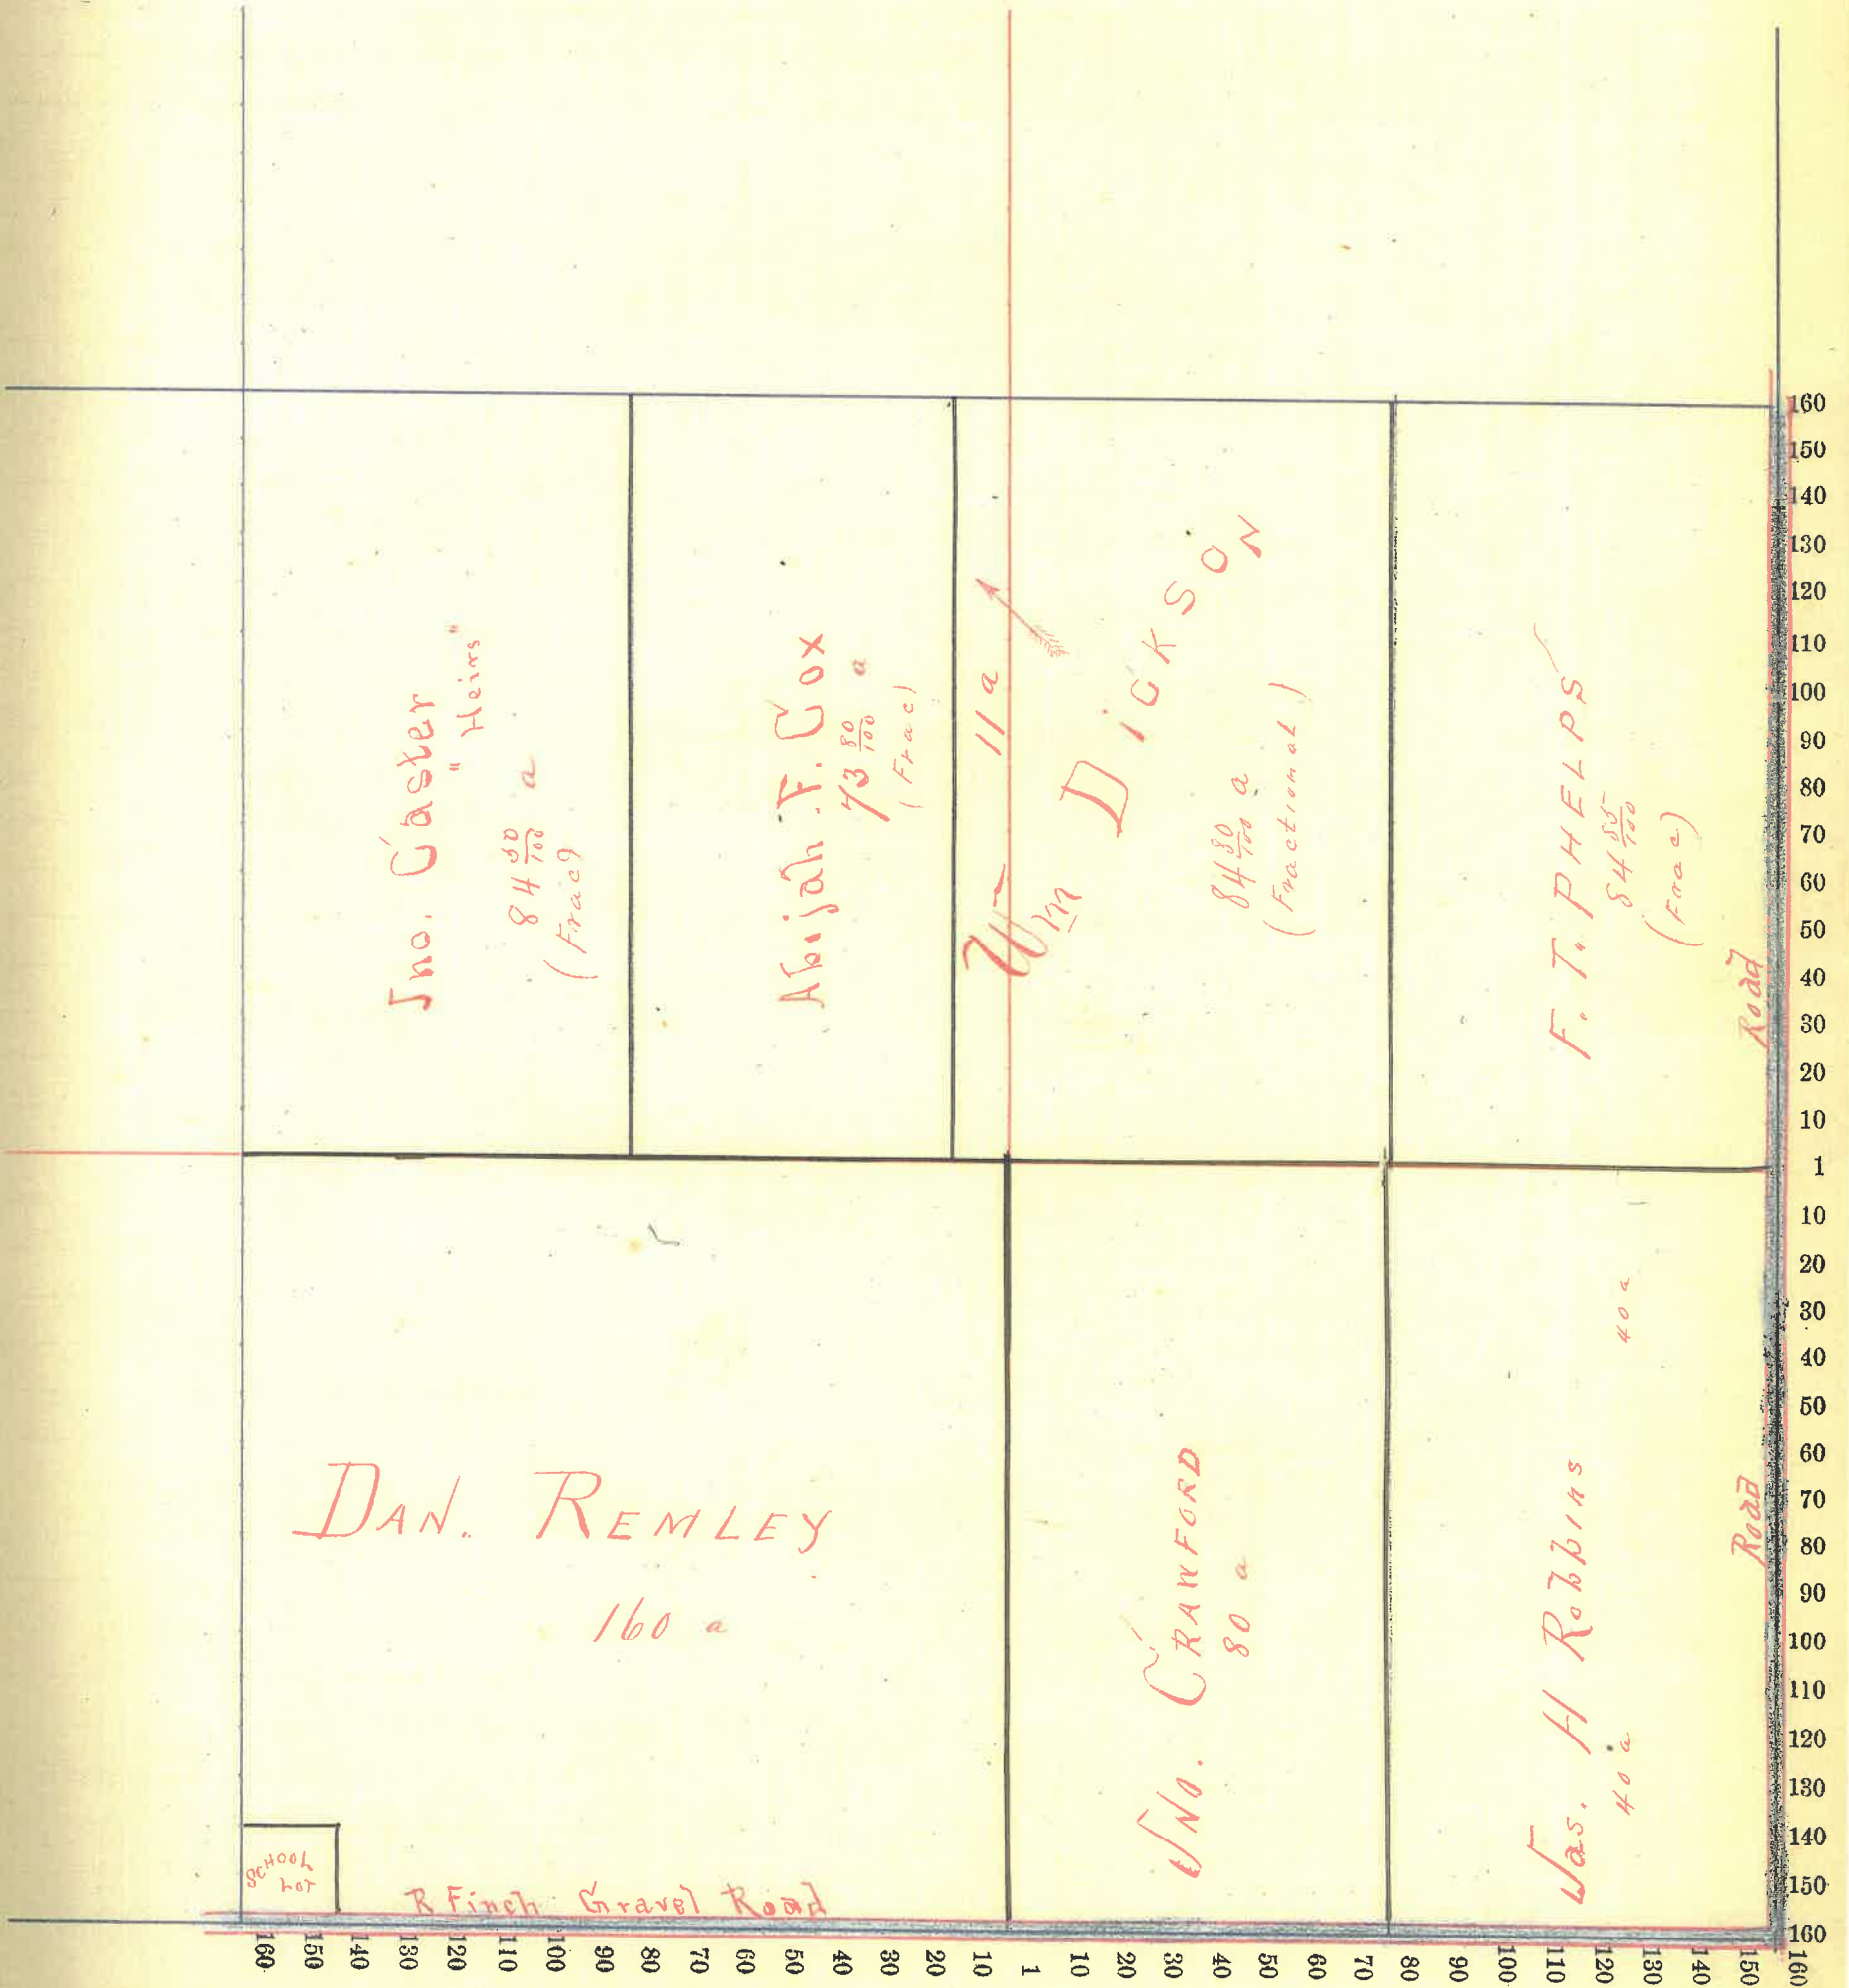 Jno. Caster
"Heirs"
84 80/100 a
(Frac)
Abijah. F. Cox
73 80/100 a
(Frac)
11 a
Wm DICKSON
84 80/100 a
(Fractional)
F. T. PHELPS
(Frac)
Road
DAN. REMLEY
160 a
JNO. CRAWFORD
80 a
Jas. H Robbins
40 a
40 a
Road
SCHOOL
LOT
R Finch Gravel Road
160
150
140
130
120
110
100
90
80
70
60
50
40
30
20
10
1
10
20
30
40
50
60
70
80
90
100
110
120
130
140
150
160
160 150 140 130 120 110 100 90 80 70 60 50 40 30 20 10 1 10 20 30 40 50 60 70 80 90 100 110 120 130 140 150 160